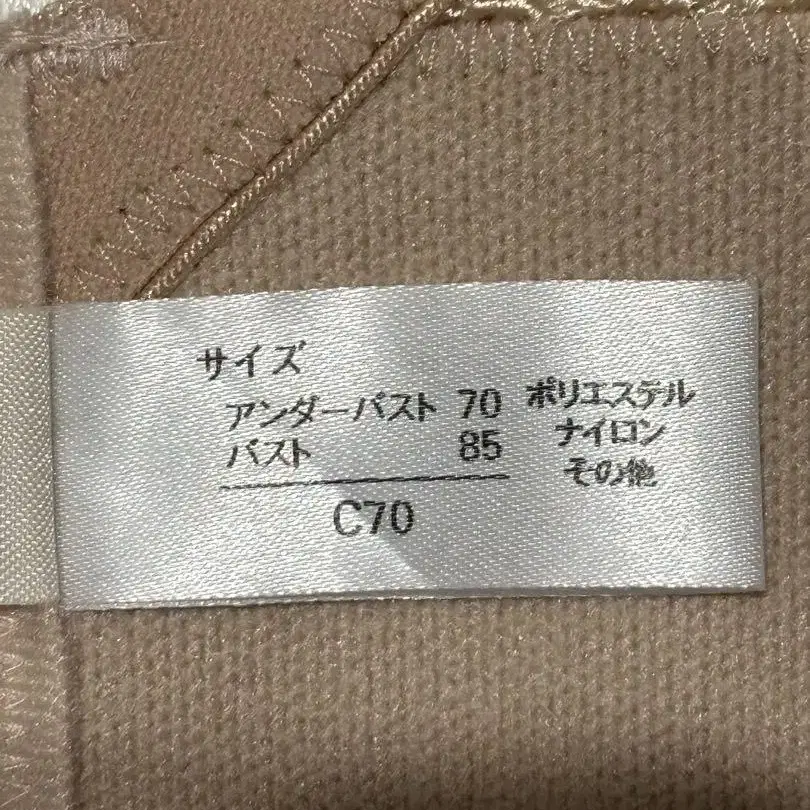 サイズ
アンダーバスト 70
バスト 85
C70
ポリエステル
ナイロン
その他